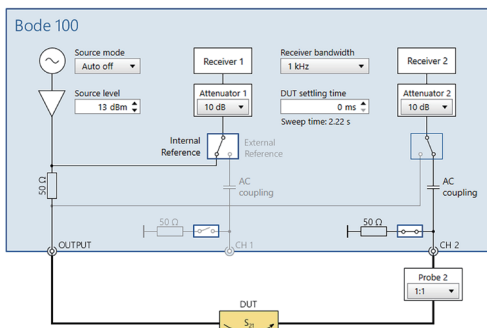 Bode 100
Source mode
Auto off
Source level
13 dBm
Receiver 1
Attenuator 1
10 dB
Receiver bandwidth
1 kHz
DUT settling time
0 ms
Sweep time: 2.22 s
Receiver 2
Attenuator 2
10 dB
Internal
Reference
External
Reference
50 Ω
AC
coupling
AC
coupling
50 Ω
50 Ω
OUTPUT
CH 1
CH 2
Probe 2
1:1
DUT
S21